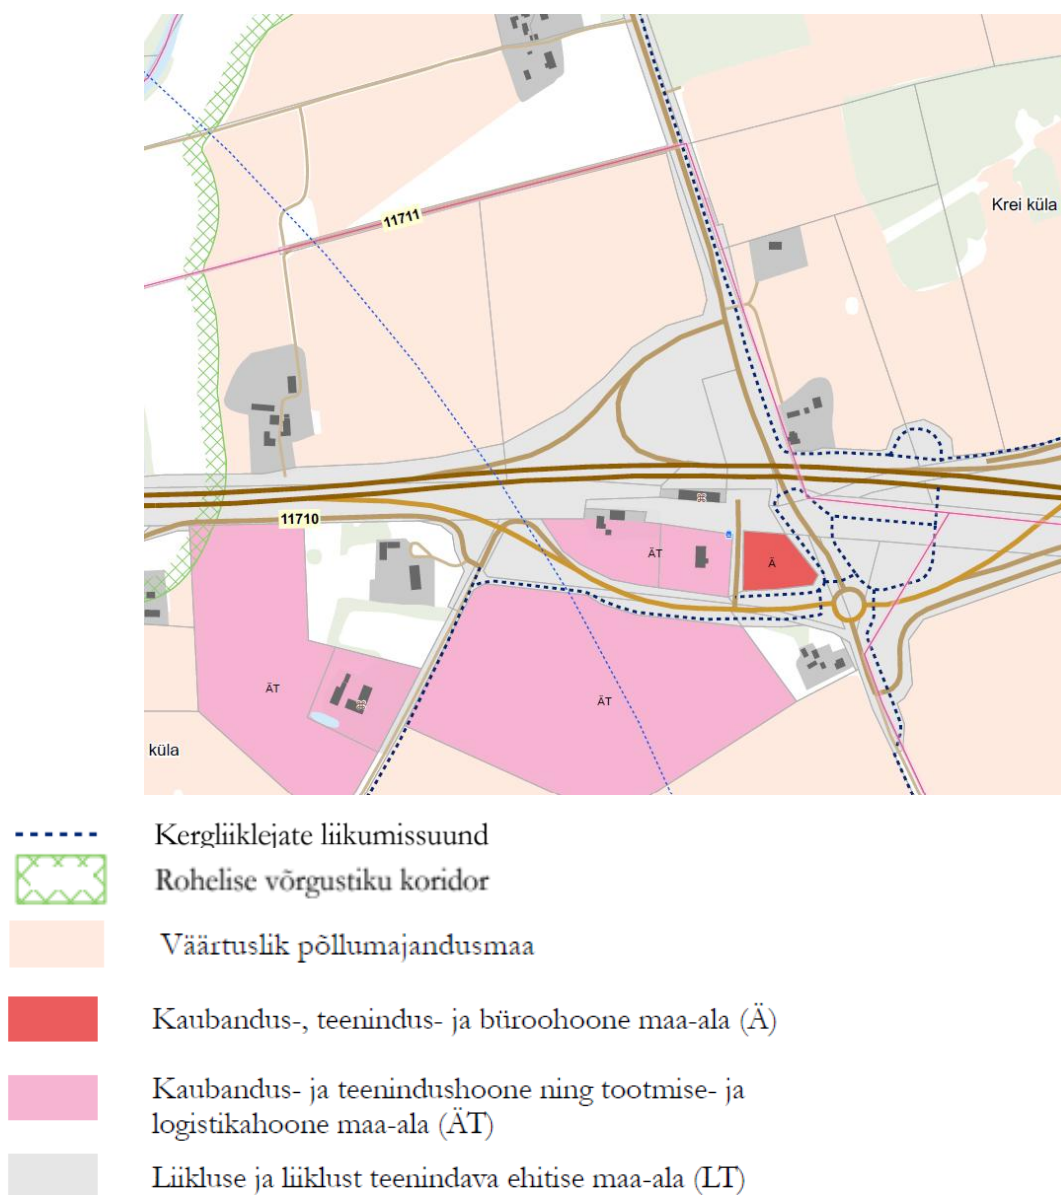 Krei küla
11711
11710
ÄT
Ä
ÄT
ÄT
küla
Kergliiklejate liikumissuund
Rohelise võrgustiku koridor
Väärtuslik põllumajandusmaa
Kaubandus-, teenindus- ja büroohoone maa-ala (Ä)
Kaubandus- ja teenindushoone ning tootmise- ja
logistikahoone maa-ala (ÄT)
Liikluse ja liiklust teenindava ehitise maa-ala (LT)